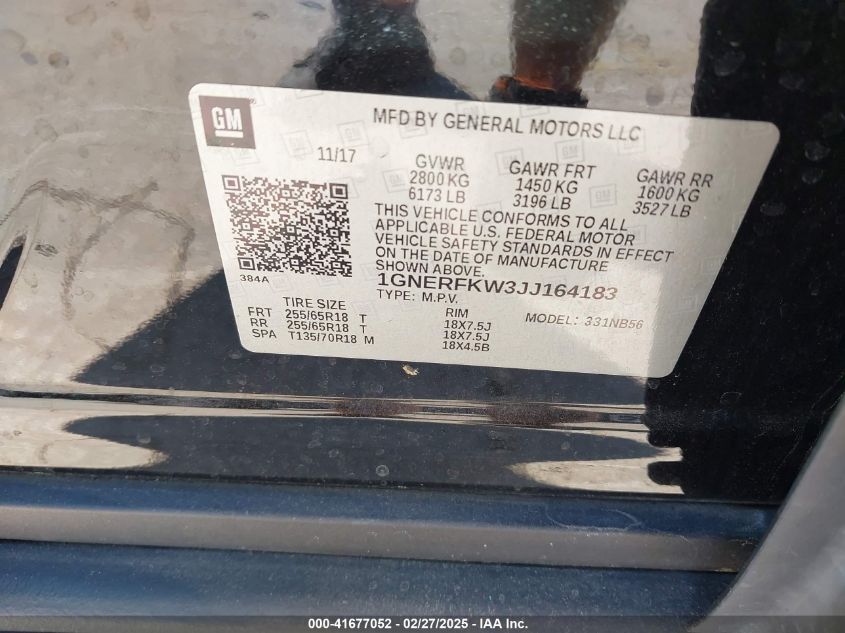 GM
MFD BY GENERAL MOTORS LLC
11/17
GVWR
2800 KG
6173 LB
GAWR FRT
1450 KG
3196 LB
GAWR RR
1600 KG
3527 LB
THIS VEHICLE CONFORMS TO ALL
APPLICABLE U.S. FEDERAL MOTOR
VEHICLE SAFETY STANDARDS IN EFFECT
ON THE DATE OF MANUFACTURE
SHOWN ABOVE.
384A
1GNERFKW3JJ164183
TYPE: M.P.V.
TIRE SIZE
RIM
MODEL: 331NB56
FRT 255/65R18 T 18X7.5J
RR 255/65R18 T 18X7.5J
SPA T135/70R18 M 18X4.5B
000-41677052 - 02/27/2025 - IAA Inc.